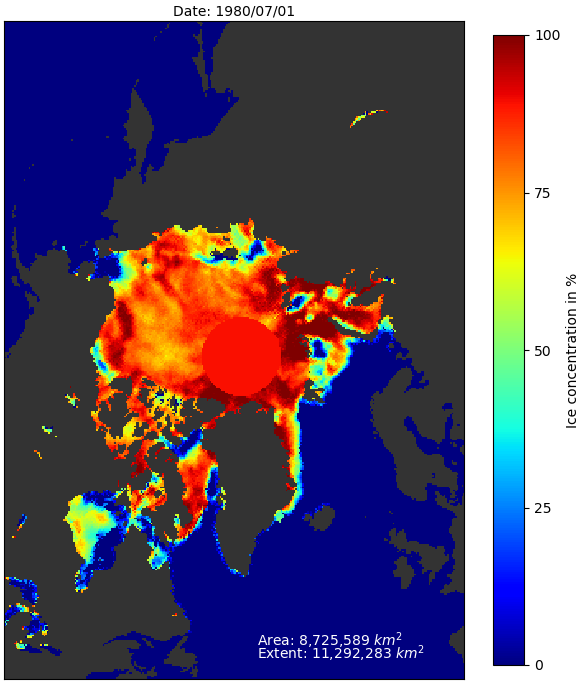 Date: 1980/07/01
100
75
50
25
0
Ice concentration in %
Area: 8,725,589 km²
Extent: 11,292,283 km²